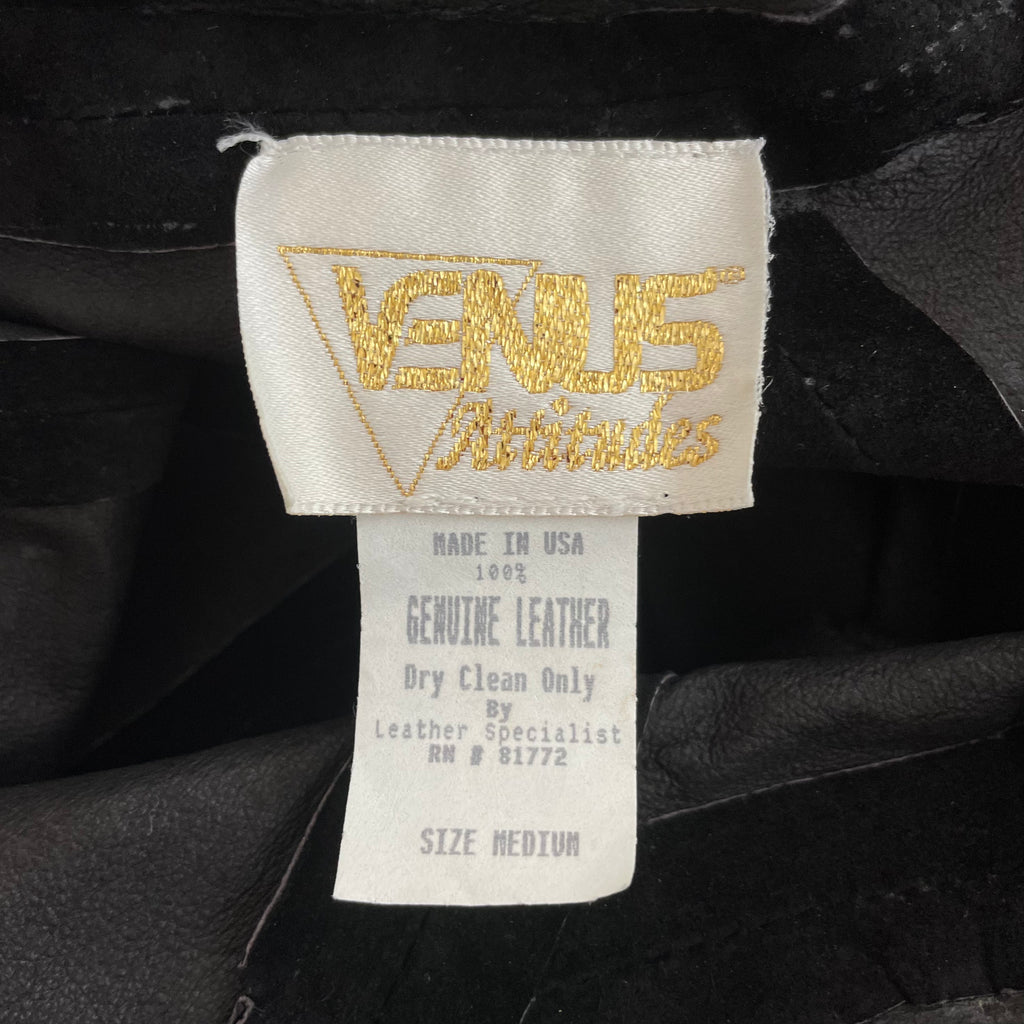 VENUS
Attitudes
MADE IN USA
100%
GENUINE LEATHER
Dry Clean Only
By
Leather Specialist
RN # 81772
SIZE MEDIUM